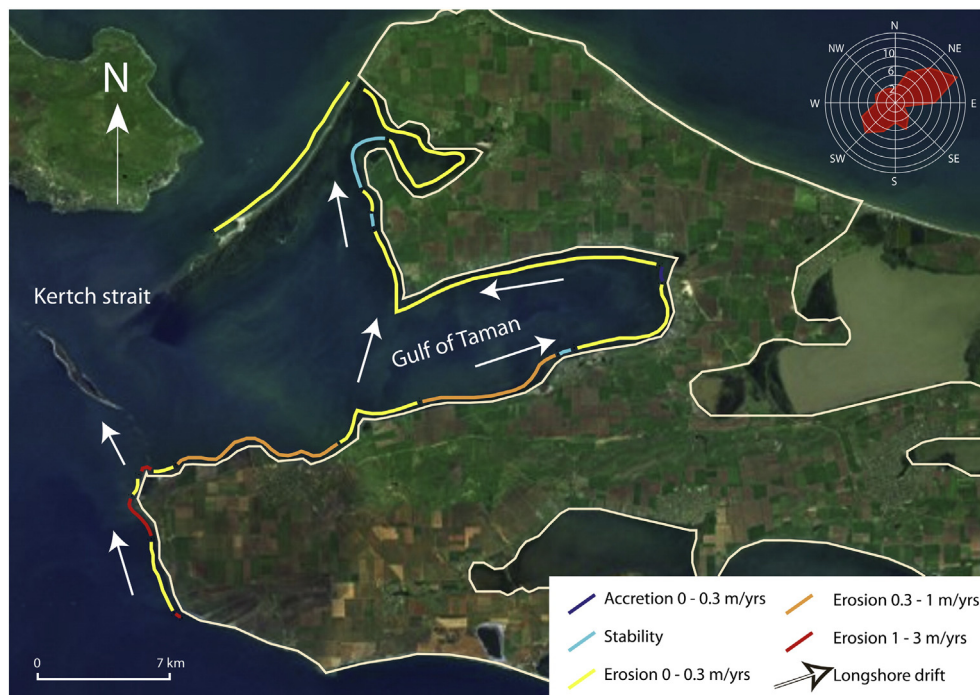 N
N
NW
NE
10
6
2
W
E
SW
SE
S
Kertch strait
Gulf of Taman
0
7 km
Accretion 0 - 0.3 m/yrs
Stability
Erosion 0 - 0.3 m/yrs
Erosion 0.3 - 1 m/yrs
Erosion 1 - 3 m/yrs
Longshore drift